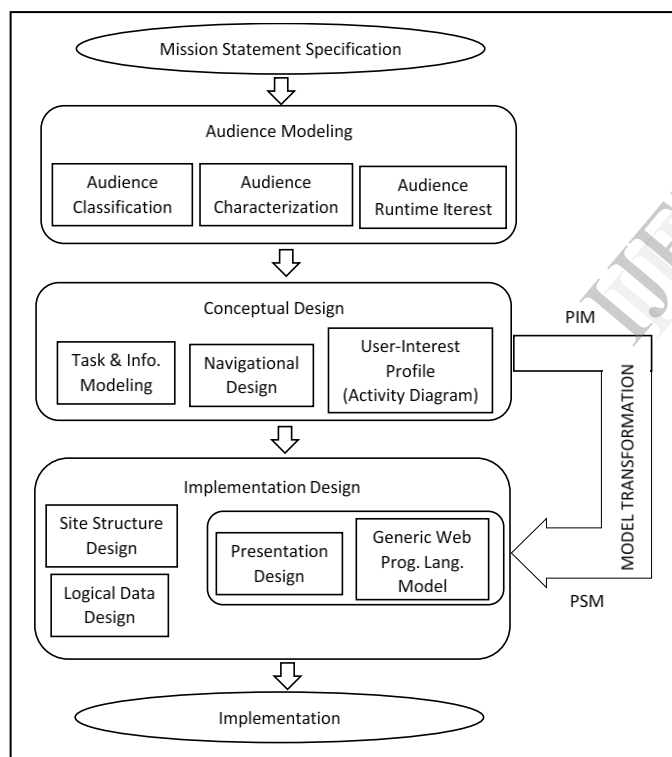 Mission Statement Specification
Audience Modeling
Audience
Classification
Audience
Characterization
Audience
Runtime Iterest
Conceptual Design
Task & Info.
Modeling
Navigational
Design
User-Interest
Profile
(Activity Diagram)
PIM
MODEL TRANSFORMATION
PSM
Implementation Design
Site Structure
Design
Logical Data
Design
Presentation
Design
Generic Web
Prog. Lang.
Model
Implementation